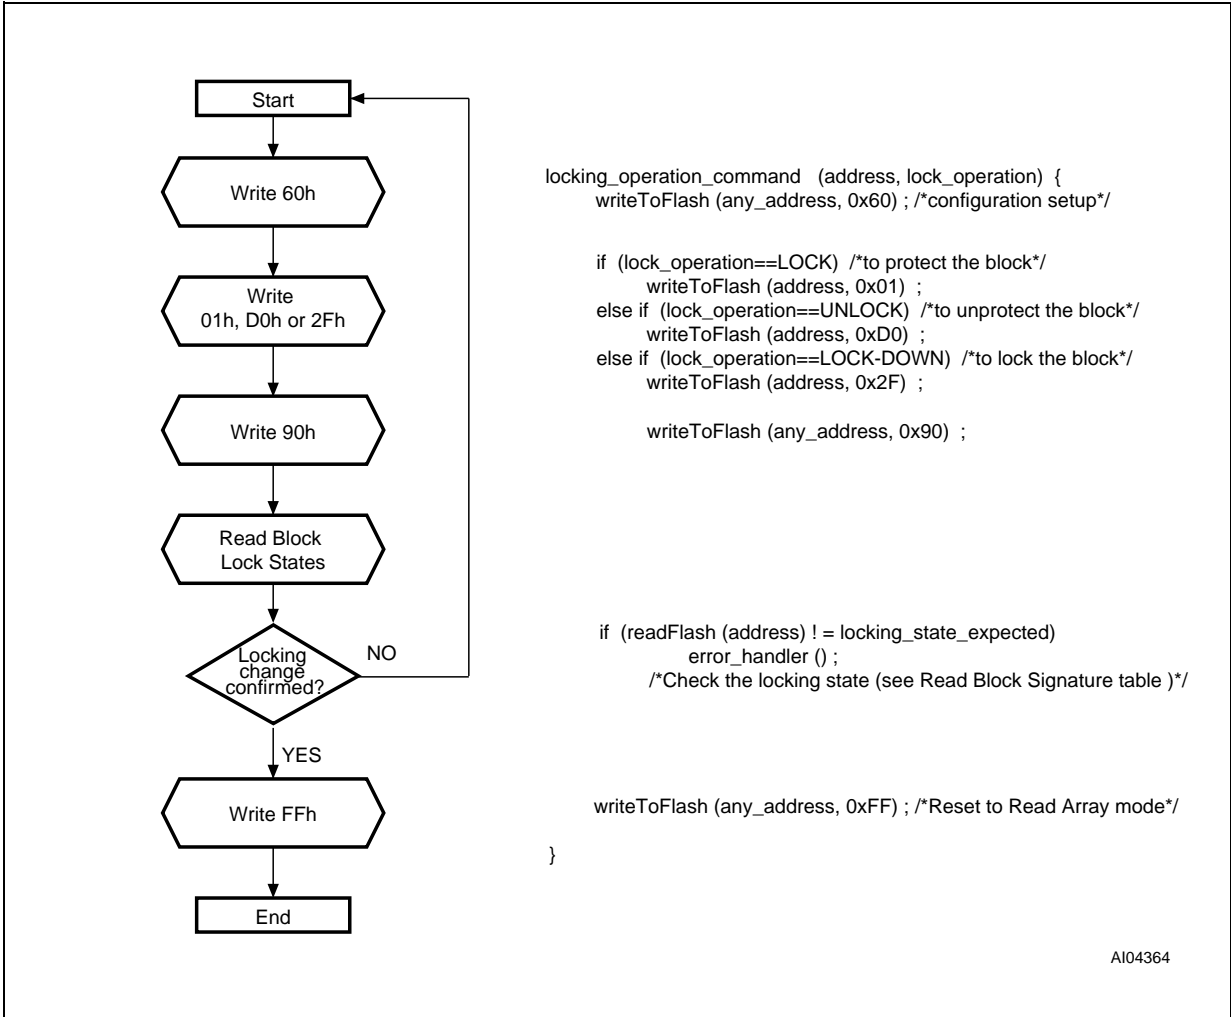 Start
Write 60h
Write
01h, D0h or 2Fh
Write 90h
Read Block
Lock States
Locking
change
confirmed?
NO
YES
Write FFh
End
locking_operation_command (address, lock_operation) {
writeToFlash (any_address, 0x60) ; /*configuration setup*/
if (lock_operation==LOCK) /*to protect the block*/
writeToFlash (address, 0x01) ;
else if (lock_operation==UNLOCK) /*to unprotect the block*/
writeToFlash (address, 0xD0) ;
else if (lock_operation==LOCK-DOWN) /*to lock the block*/
writeToFlash (address, 0x2F) ;
writeToFlash (any_address, 0x90) ;
if (readFlash (address) ! = locking_state_expected)
error_handler () ;
/*Check the locking state (see Read Block Signature table )*/
writeToFlash (any_address, 0xFF) ; /*Reset to Read Array mode*/
}
AI04364